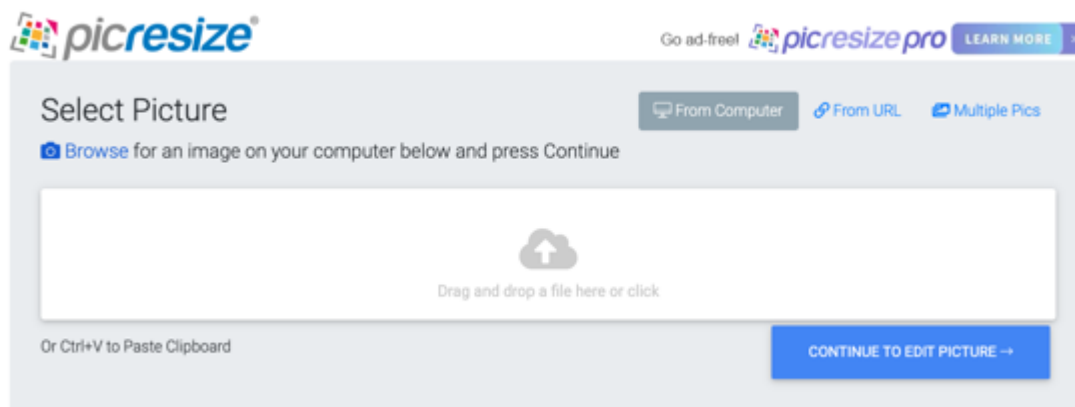 picresize®
Go ad-free! picresize pro LEARN MORE
Select Picture
From Computer From URL Multiple Pics
Browse for an image on your computer below and press Continue
Drag and drop a file here or click
Or Ctrl+V to Paste Clipboard
CONTINUE TO EDIT PICTURE →